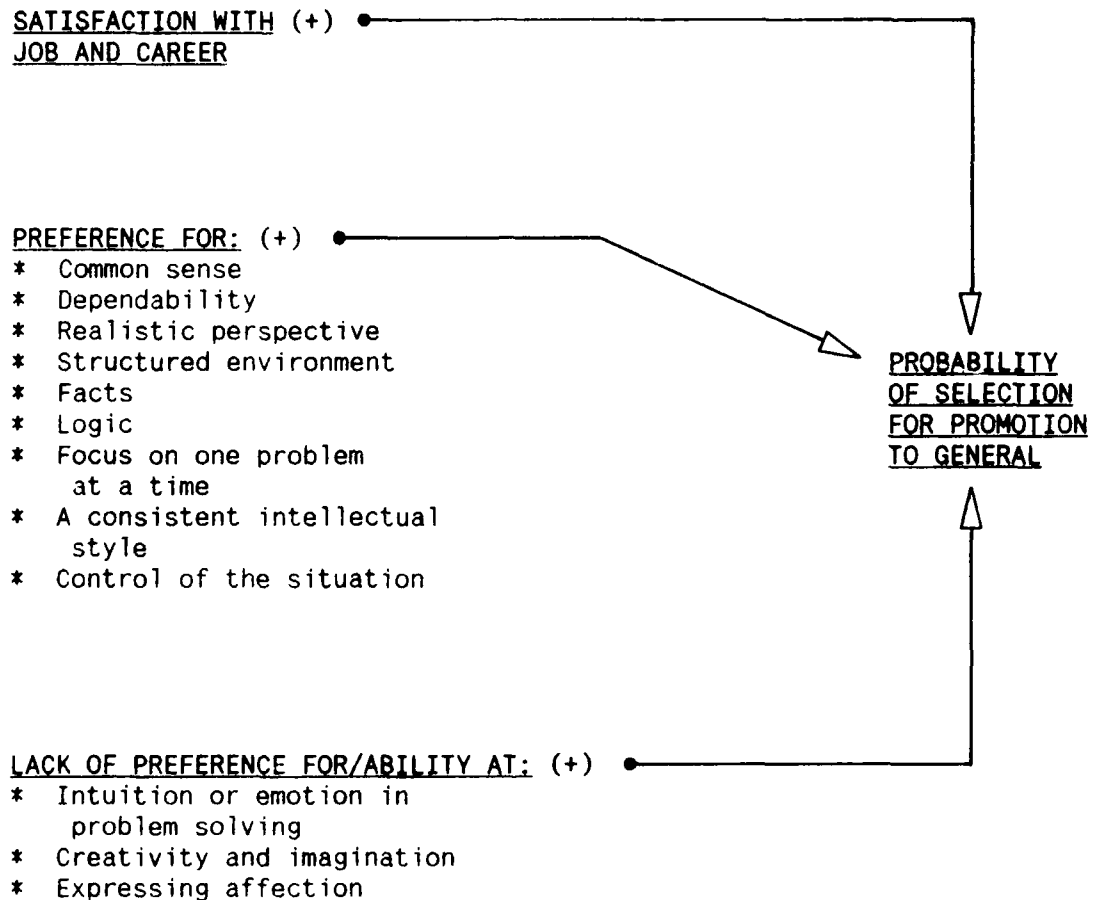 SATISFACTION WITH (+)
JOB AND CAREER
PREFERENCE FOR: (+)
* Common sense
* Dependability
* Realistic perspective
* Structured environment
* Facts
* Logic
* Focus on one problem
at a time
* A consistent intellectual
style
* Control of the situation
PROBABILITY
OF SELECTION
FOR PROMOTION
TO GENERAL
LACK OF PREFERENCE FOR/ABILITY AT: (+)
* Intuition or emotion in
problem solving
* Creativity and imagination
* Expressing affection